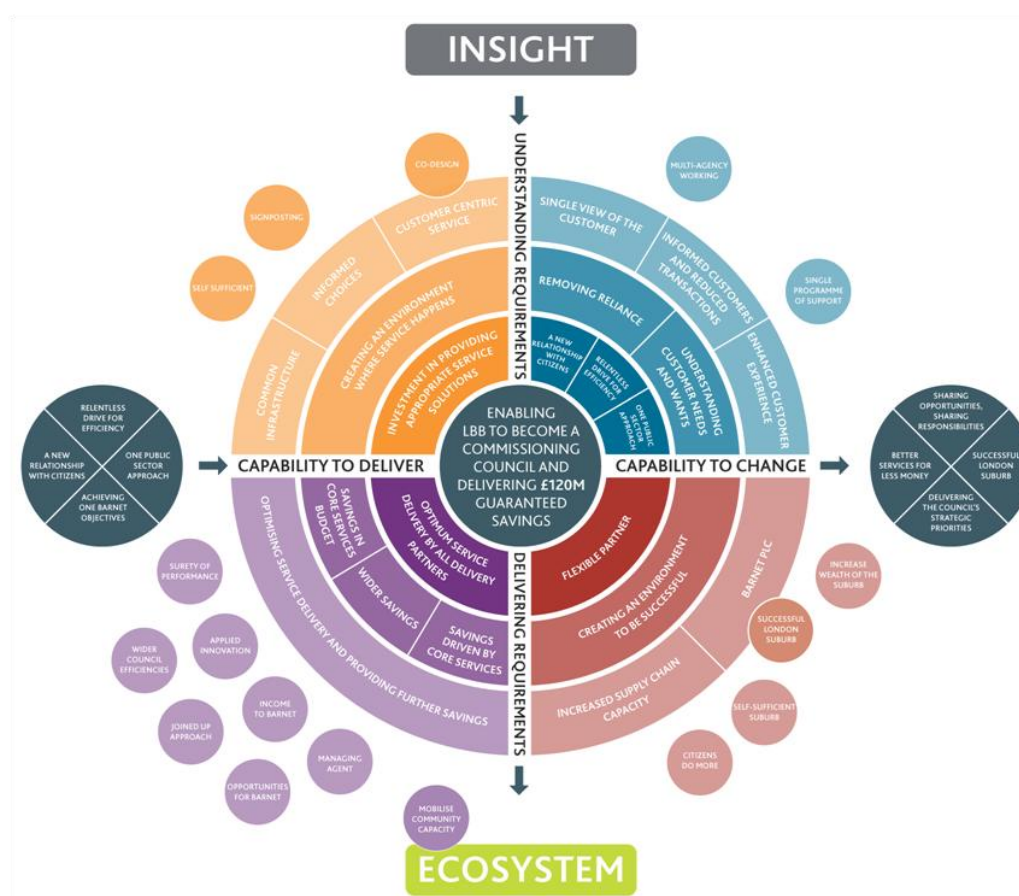 INSIGHT
UNDERSTANDING REQUIREMENTS
CO-DESIGN
SIGNPOSTING
SELF SUFFICIENT
CUSTOMER CENTRIC
SERVICE
INFORMED
CHOICES
COMMON
INFRASTRUCTURE
CREATING AN ENVIRONMENT
WHERE SERVICE HAPPENS
INVESTMENT IN PROVIDING
APPROPRIATE SERVICE
SOLUTIONS
MULTI-AGENCY
WORKING
SINGLE
PROGRAMME
OF SUPPORT
SINGLE VIEW OF THE
CUSTOMER
INFORMED CUSTOMERS
AND REDUCED
TRANSACTIONS
ENHANCED CUSTOMER
EXPERIENCE
REMOVING RELIANCE
UNDERSTANDING
CUSTOMER NEEDS
AND WANTS
A NEW
RELATIONSHIP
WITH
CITIZENS
RELENTLESS
DRIVE FOR
EFFICIENCY
ONE PUBLIC
SECTOR
APPROACH
RELENTLESS
DRIVE FOR
EFFICIENCY
A NEW
RELATIONSHIP
WITH CITIZENS
ONE PUBLIC
SECTOR
APPROACH
ACHIEVING
ONE BARNET
OBJECTIVES
CAPABILITY TO DELIVER
ENABLING
LBB TO BECOME A
COMMISSIONING
COUNCIL AND
DELIVERING £120M
GUARANTEED
SAVINGS
CAPABILITY TO CHANGE
SHARING
OPPORTUNITIES,
SHARING
RESPONSIBILITIES
BETTER
SERVICES FOR
LESS MONEY
SUCCESSFUL
LONDON
SUBURB
DELIVERING
THE COUNCIL'S
STRATEGIC
PRIORITIES
OPTIMISING SERVICE DELIVERY AND PROVIDING FURTHER SAVINGS
SAVINGS IN
CORE SERVICES
BUDGET
WIDER SAVINGS
SAVINGS
DRIVEN BY
CORE SERVICES
OPTIMUM SERVICE
DELIVERY BY ALL DELIVERY
PARTNERS
SURETY OF
PERFORMANCE
APPLIED
INNOVATION
WIDER
COUNCIL
EFFICIENCIES
INCOME
TO BARNET
JOINED UP
APPROACH
MANAGING
AGENT
OPPORTUNITIES
FOR BARNET
MOBILISE
COMMUNITY
CAPACITY
DELIVERING REQUIREMENTS
FLEXIBLE PARTNER
CREATING AN ENVIRONMENT
TO BE SUCCESSFUL
BARNET PLC
INCREASED SUPPLY CHAIN
CAPACITY
INCREASE
WEALTH OF THE
SUBURB
SUCCESSFUL
LONDON
SUBURB
SELF-SUFFICIENT
SUBURB
CITIZENS
DO MORE
ECOSYSTEM